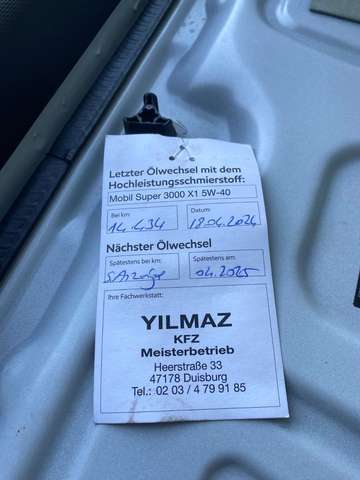 Letzter Ölwechsel mit dem
Hochleistungsschmierstoff:
Mobil Super 3000 X1 5W-40
Bei km: Datum:
14.434 18.04.2024
Nächster Ölwechsel
Spätestens bei km: Spätestens am:
04.2025
Ihre Fachwerkstatt:
YILMAZ
KFZ
Meisterbetrieb
Heerstraße 33
47178 Duisburg
Tel.: 02 03 / 4 79 91 85